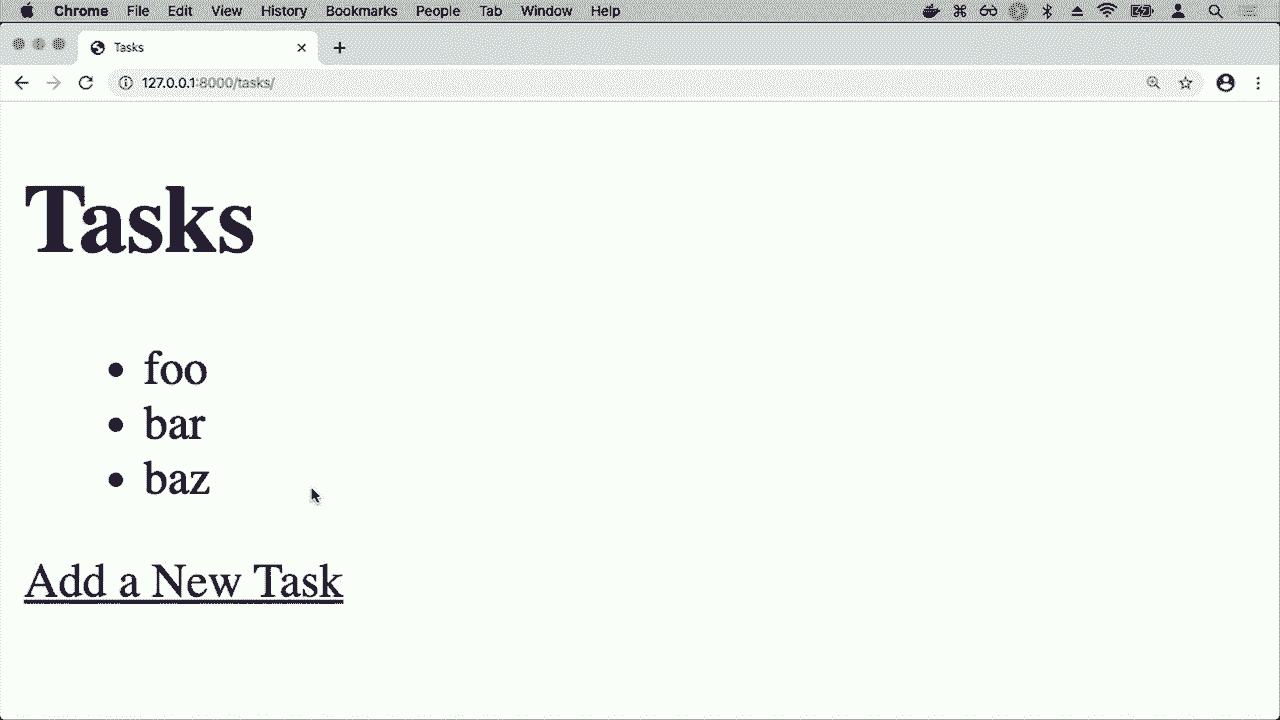 Chrome File Edit View History Bookmarks People Tab Window Help
Tasks
127.0.0.1:8000/tasks/
Tasks
• foo
• bar
• baz
Add a New Task